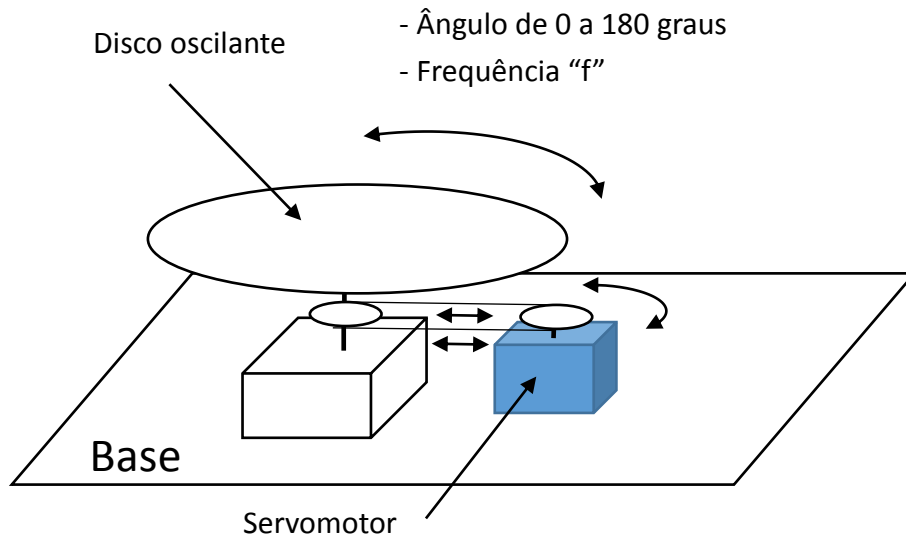 Disco oscilante
- Ângulo de 0 a 180 graus
- Frequência “f”
Base
Servomotor